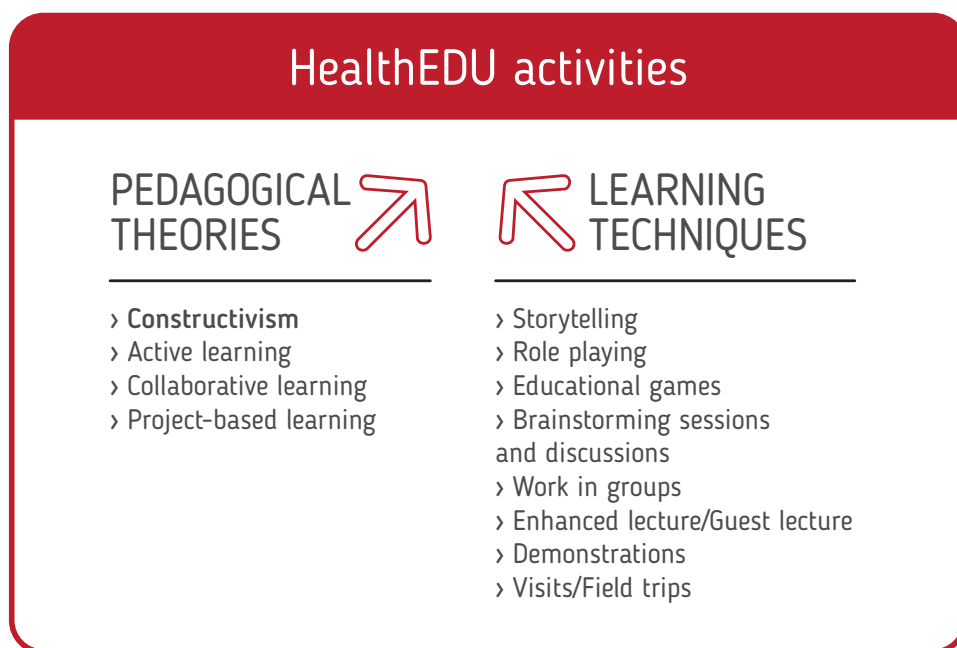 HealthEDU activities
PEDAGOGICAL
THEORIES
› Constructivism
› Active learning
› Collaborative learning
› Project-based learning
LEARNING
TECHNIQUES
› Storytelling
› Role playing
› Educational games
› Brainstorming sessions
and discussions
› Work in groups
› Enhanced lecture/Guest lecture
› Demonstrations
› Visits/Field trips